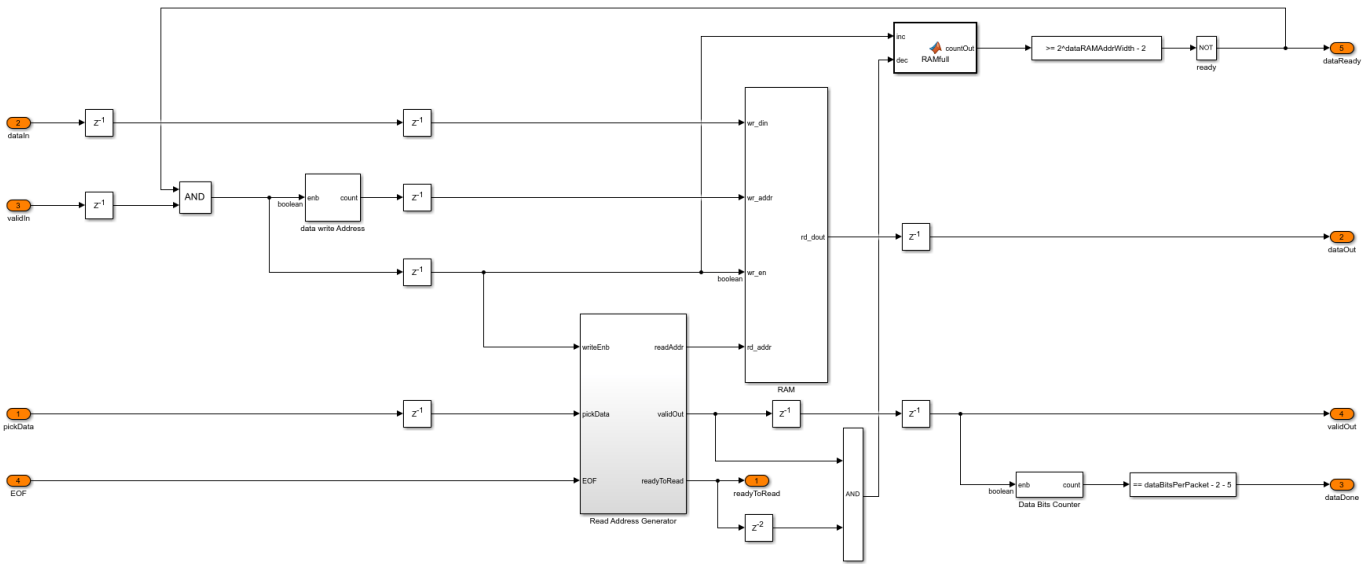 inc
dec
countOut
RAMfull
>= 2^dataRAMAddrWidth - 2
NOT
ready
5
dataReady
2
dataIn
z-1
z-1
wr_din
3
validIn
z-1
AND
boolean
enb
count
data write Address
z-1
wr_addr
rd_dout
z-1
2
dataOut
z-1
wr_en
boolean
writeEnb
readAddr
rd_addr
RAM
1
pickData
z-1
pickData
validOut
z-1
z-1
4
validOut
4
EOF
EOF
readyToRead
Read Address Generator
1
readyToRead
z-2
AND
boolean
enb
count
Data Bits Counter
== dataBitsPerPacket - 2 - 5
3
dataDone